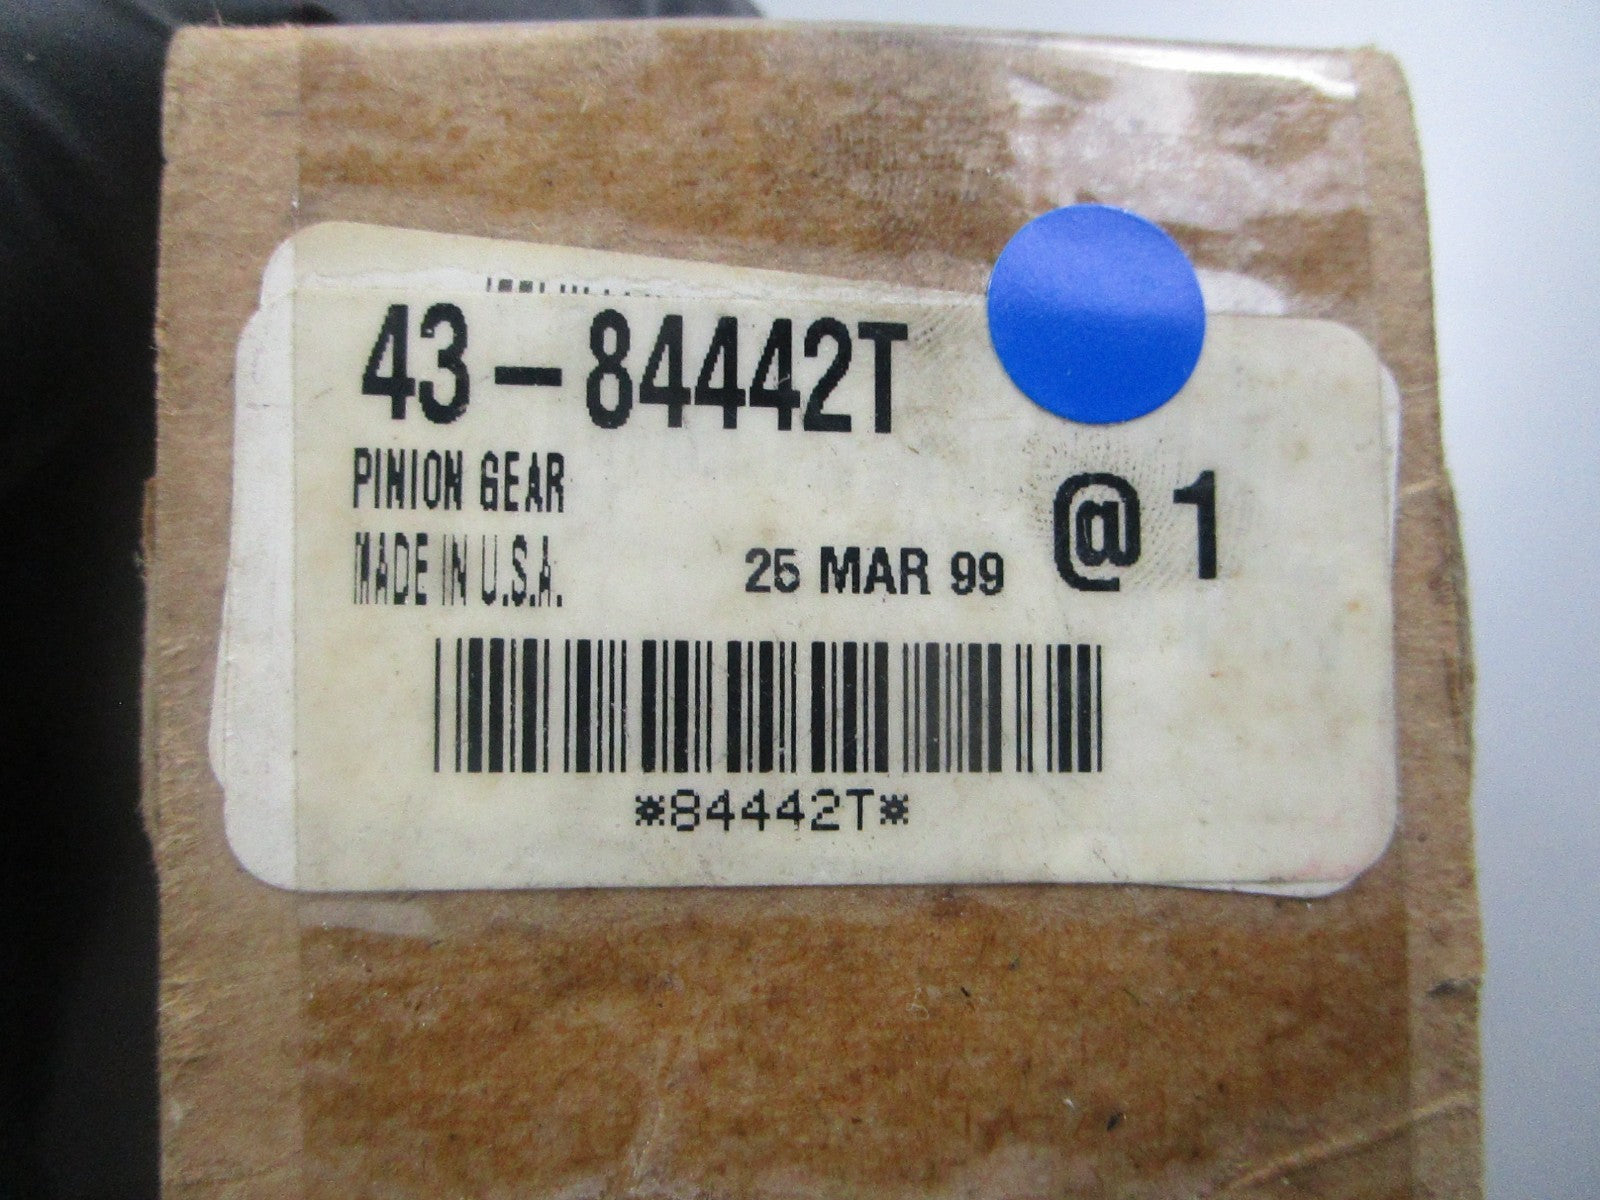 43-84442T
PINION GEAR
MADE IN U.S.A. 25 MAR 99 @ 1
*84442T*